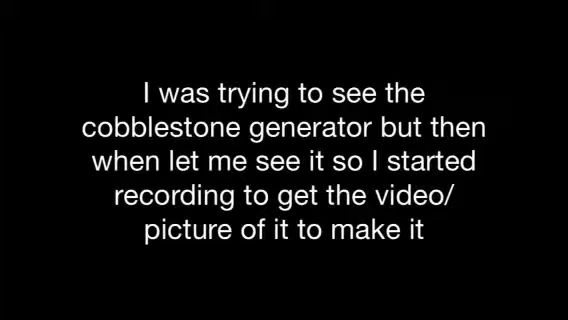 I was trying to see the
cobblestone generator but then
when let me see it so I started
recording to get the video/
picture of it to make it